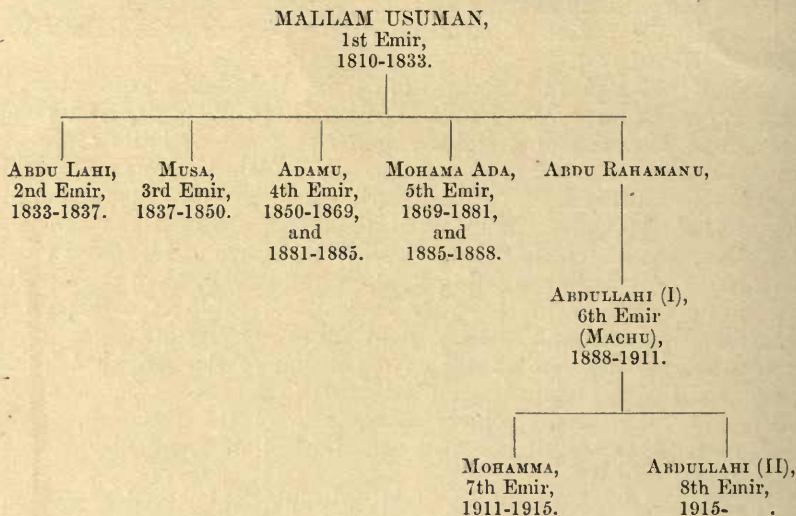 MALLAM USUMAN,
1st Emir,
1810-1833.
ABDU LAHI,
2nd Emir,
1833-1837.
MUSA,
3rd Emir,
1837-1850.
ADAMU,
4th Emir,
1850-1869,
and
1881-1885.
MOHAMA ADA,
5th Emir,
1869-1881,
and
1885-1888.
ABDU RAHAMANU,
ABDULLAHI (I),
6th Emir
(MACHU),
1888-1911.
MOHAMMA,
7th Emir,
1911-1915.
ABDULLAHI (II),
8th Emir,
1915- .